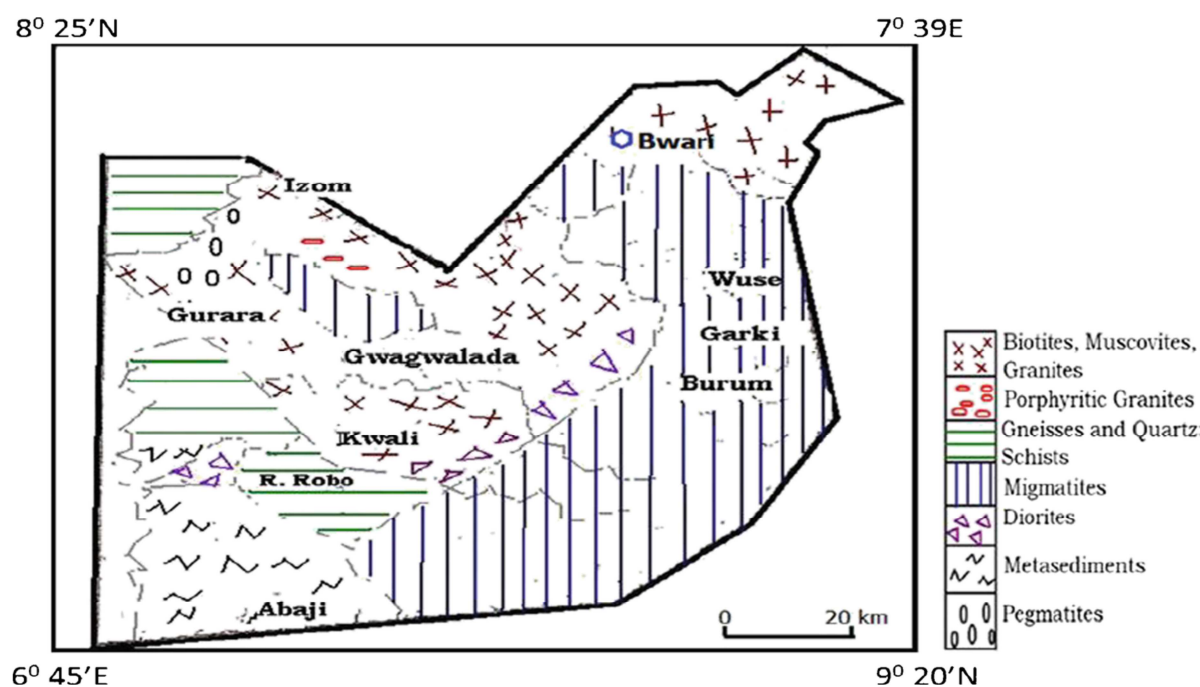 8⁰ 25′N
7⁰ 39E
Bwari
Izom
Wuse
Gurara
Garki
Gwagwalada
Burum
Kwali
R. Robo
Abaji
0
20 km
Biotites, Muscovites,
Granites
Porphyritic Granites
Gneisses and Quartz
Schists
Migmatites
Diorites
Metasediments
Pegmatites
6⁰ 45′E
9⁰ 20′N